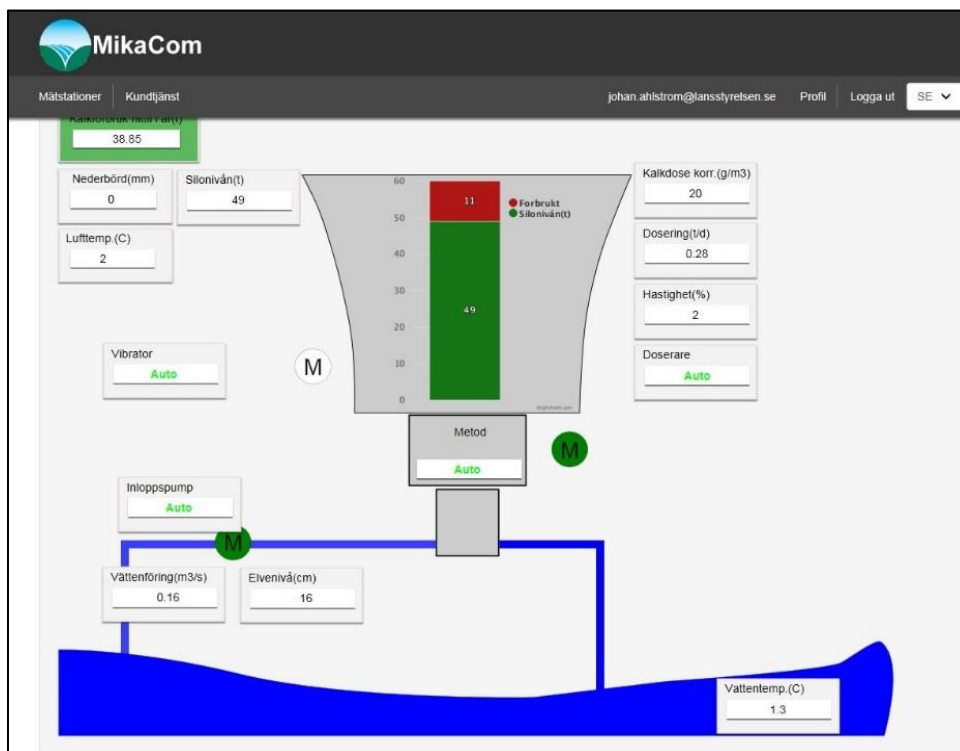 MikaCom
Mätstationer Kundtjänst johan.ahlstrom@lansstyrelsen.se Profil Logga ut SE
38.85
Nederbörd(mm)
0
Silonivån(t)
49
Lufttemp.(C)
2
60
50
40
30
20
10
0
11
49
Forbrukt
Silonivån(t)
Kalkdose korr.(g/m3)
20
Dosering(t/d)
0.28
Hastighet(%)
2
Doserare
Auto
Vibrator
Auto
M
Metod
Auto
M
Inloppspump
Auto
M
Vättenföring(m3/s)
0.16
Elvenivå(cm)
16
Vattentemp.(C)
1.3